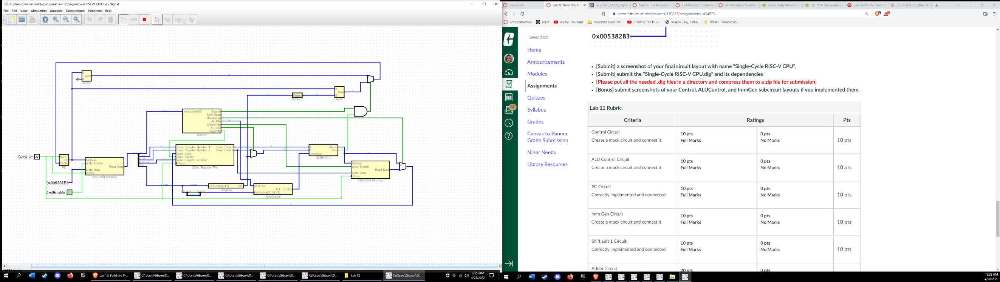 C:\Users\Gibson\Desktop\Virginia\Lab 12\Single-Cycle RISC-V CPU.dig - Digital
File Edit View Simulation Analysis Components Windows Help
A
Sum
4
B
Adder
A
Sum
B
Adder
Output
ShiftLeft1
Instruction[6:0]
Branch
MemRead
MemtoReg
ALUOp
MemWrite
ALUSrc
RegWrite
Control
Read Register Number 1 Read Data 1
Read Register Number 2 Read Data 2
Write Data
Write Enable
Write Register Number
Clock
32-bit Register File
A Result
B Zero
Operation
32-Bit ALU
Clock In
CLK
PC
PCNext
PC
Address
Write Enable
Read Data
Write Data
Clock
256x32bit Memory
Address
Write Enable
Read Data
Write Data
Clock
256x32bit Memory
0x005382B3
InstEnable
Instruction[31:0] Imm
ImmGen
ALU Op
ALU Control
Instruction[30,14:12]
ALUControl
Dashboard
Lab 12: Build the Pr
lecture07_RISCV_Impl.p
Topic 4: The Processor
020-Processor Data Pat
021-Processor Control
Game ready driver not
Gtx 1070 Gpu usage iss
Bios update for GTX 10
opening bios gefore 10
uncc.instructure.com/courses/170839/assignments/1434873
uncc.instructure replit unreal - YouTube Imported From Fire... Creating The HUD... Kraken | Buy, Sell a... Wallet - Binance.US...
Spring 2022
Home
Announcements
Modules
Assignments
Quizzes
Syllabus
Grades
Canvas to Banner
Grade Submission
Niner Needs
Library Resources
87
0x005382B3
• [Submit] a screenshot of your final circuit layout with name "Single-Cycle RISC-V CPU".
• [Submit] submit the "Single-Cycle RISC-V CPU.dig" and its dependencies
• [Please put all the needed .dig files in a directory and compress them to a zip file for submission]
• [Bonus] submit screenshots of your Control, ALUControl, and ImmGen subcircuit layouts if you implemented them.
Lab 11 Rubric
Criteria Ratings Pts
Control Circuit
Create a mock circuit and connect it
10 pts
Full Marks
0 pts
No Marks
10 pts
ALU Control Circuit
Create a mock circuit and connect it
10 pts
Full Marks
0 pts
No Marks
10 pts
PC Circuit
Correctly implemented and connected
10 pts
Full Marks
0 pts
No Marks
10 pts
Imm Gen Circuit
Create a mock circuit and connect it
10 pts
Full Marks
0 pts
No Marks
10 pts
Shift Left 1 Circuit
Correctly implemented and connected
10 pts
Full Marks
0 pts
No Marks
10 pts
Adder Circuit
20 pts
0 pts
Lab 12: Build the Pr...
C:\Users\Gibson\D...
C:\Users\Gibson\D...
C:\Users\Gibson\D...
C:\Users\Gibson\D...
C:\Users\Gibson\D...
Lab 12
C:\Users\Gibson\D...
12:29 AM
4/28/2022
12:29 AM
4/28/2022